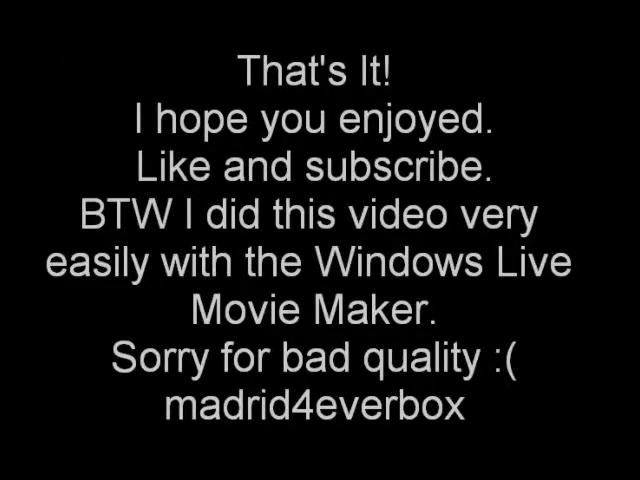 That's It!
I hope you enjoyed.
Like and subscribe.
BTW I did this video very
easily with the Windows Live
Movie Maker.
Sorry for bad quality :(
madrid4everbox